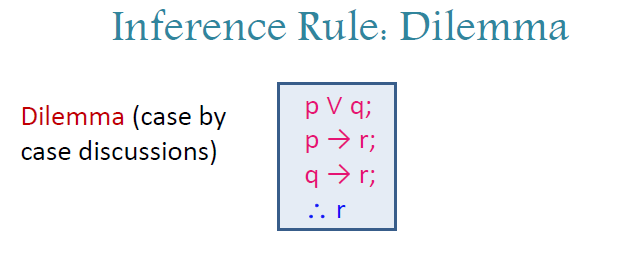 Inference Rule: Dilemma
Dilemma (case by
case discussions)
p ∨ q;
p → r;
q → r;
∴ r